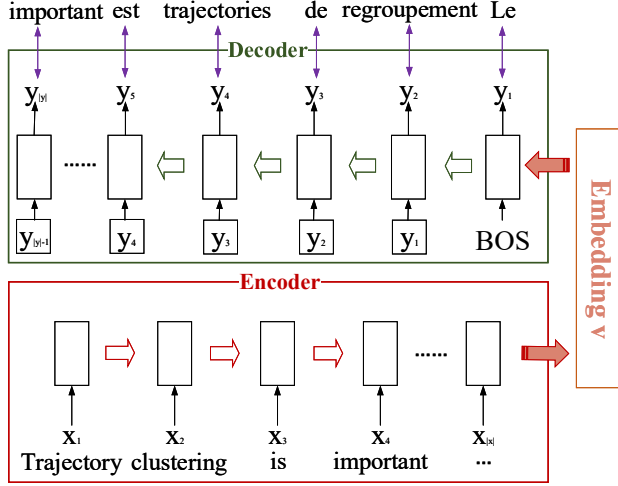 important est trajectories de regroupement Le
Decoder
y|y| y5 y4 y3 y2 y1
......
y|y|-1 y4 y3 y2 y1 BOS
Embedding v
Encoder
......
x1 x2 x3 x4 x|x|
Trajectory clustering is important ...